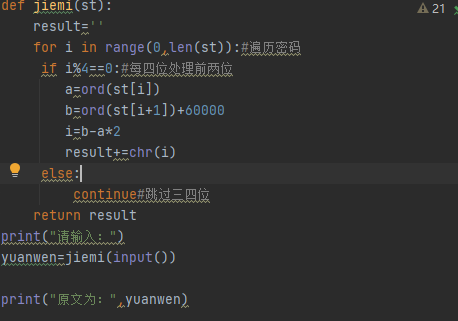 def jiemi(st):
21
result=''
for i in range(0,len(st)):#遍历密码
if i%4==0:#每四位处理前两位
a=ord(st[i])
b=ord(st[i+1])+60000
i=b-a*2
result+=chr(i)
else:
continue#跳过三四位
return result
print("请输入：")
yuanwen=jiemi(input())
print("原文为：",yuanwen)